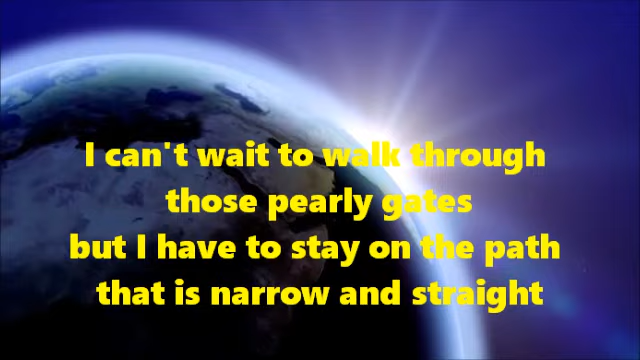 I can't wait to walk through
those pearly gates
but I have to stay on the path
that is narrow and straight